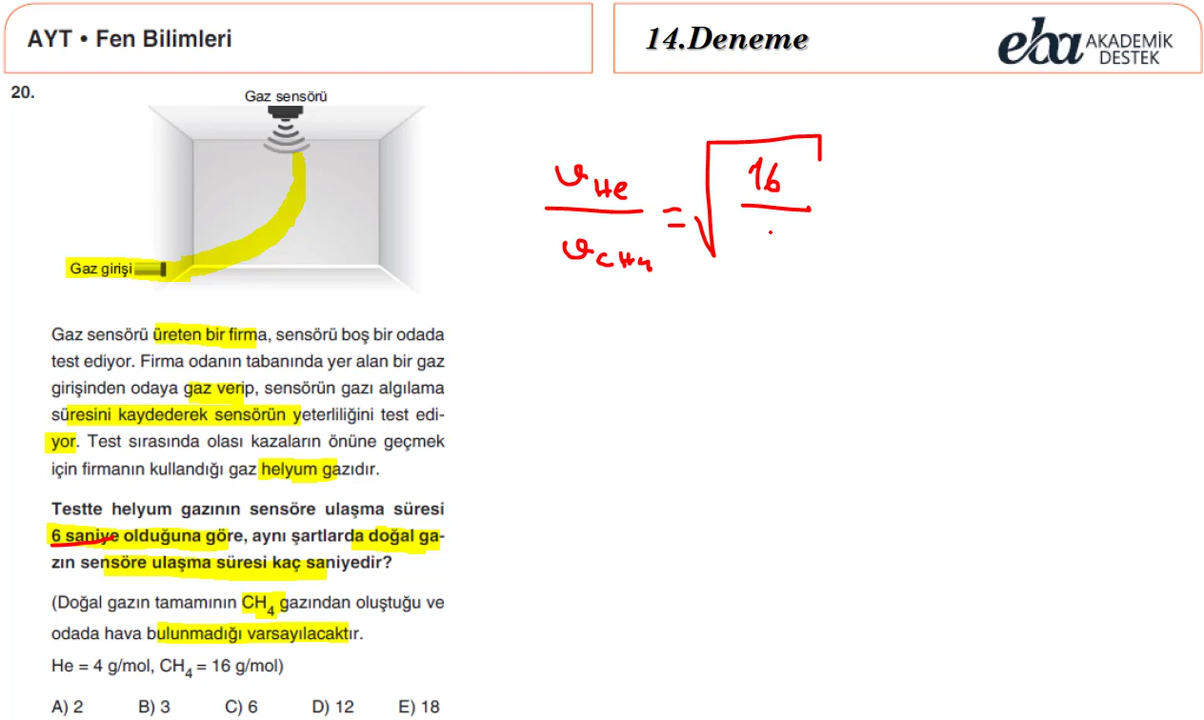 AYT • Fen Bilimleri
14.Deneme
eba AKADEMİK
DESTEK
20.
Gaz sensörü
Gaz girişi
Gaz sensörü üreten bir firma, sensörü boş bir odada
test ediyor. Firma odanın tabanında yer alan bir gaz
girişinden odaya gaz verip, sensörün gazı algılama
süresini kaydederek sensörün yeterliliğini test edi-
yor. Test sırasında olası kazaların önüne geçmek
için firmanın kullandığı gaz helyum gazıdır.
Testte helyum gazının sensöre ulaşma süresi
6 saniye olduğuna göre, aynı şartlarda doğal ga-
zın sensöre ulaşma süresi kaç saniyedir?
(Doğal gazın tamamının CH₄ gazından oluştuğu ve
odada hava bulunmadığı varsayılacaktır.
He = 4 g/mol, CH₄ = 16 g/mol)
A) 2 B) 3 C) 6 D) 12 E) 18
ϑHe
ϑCH₄
= √
16